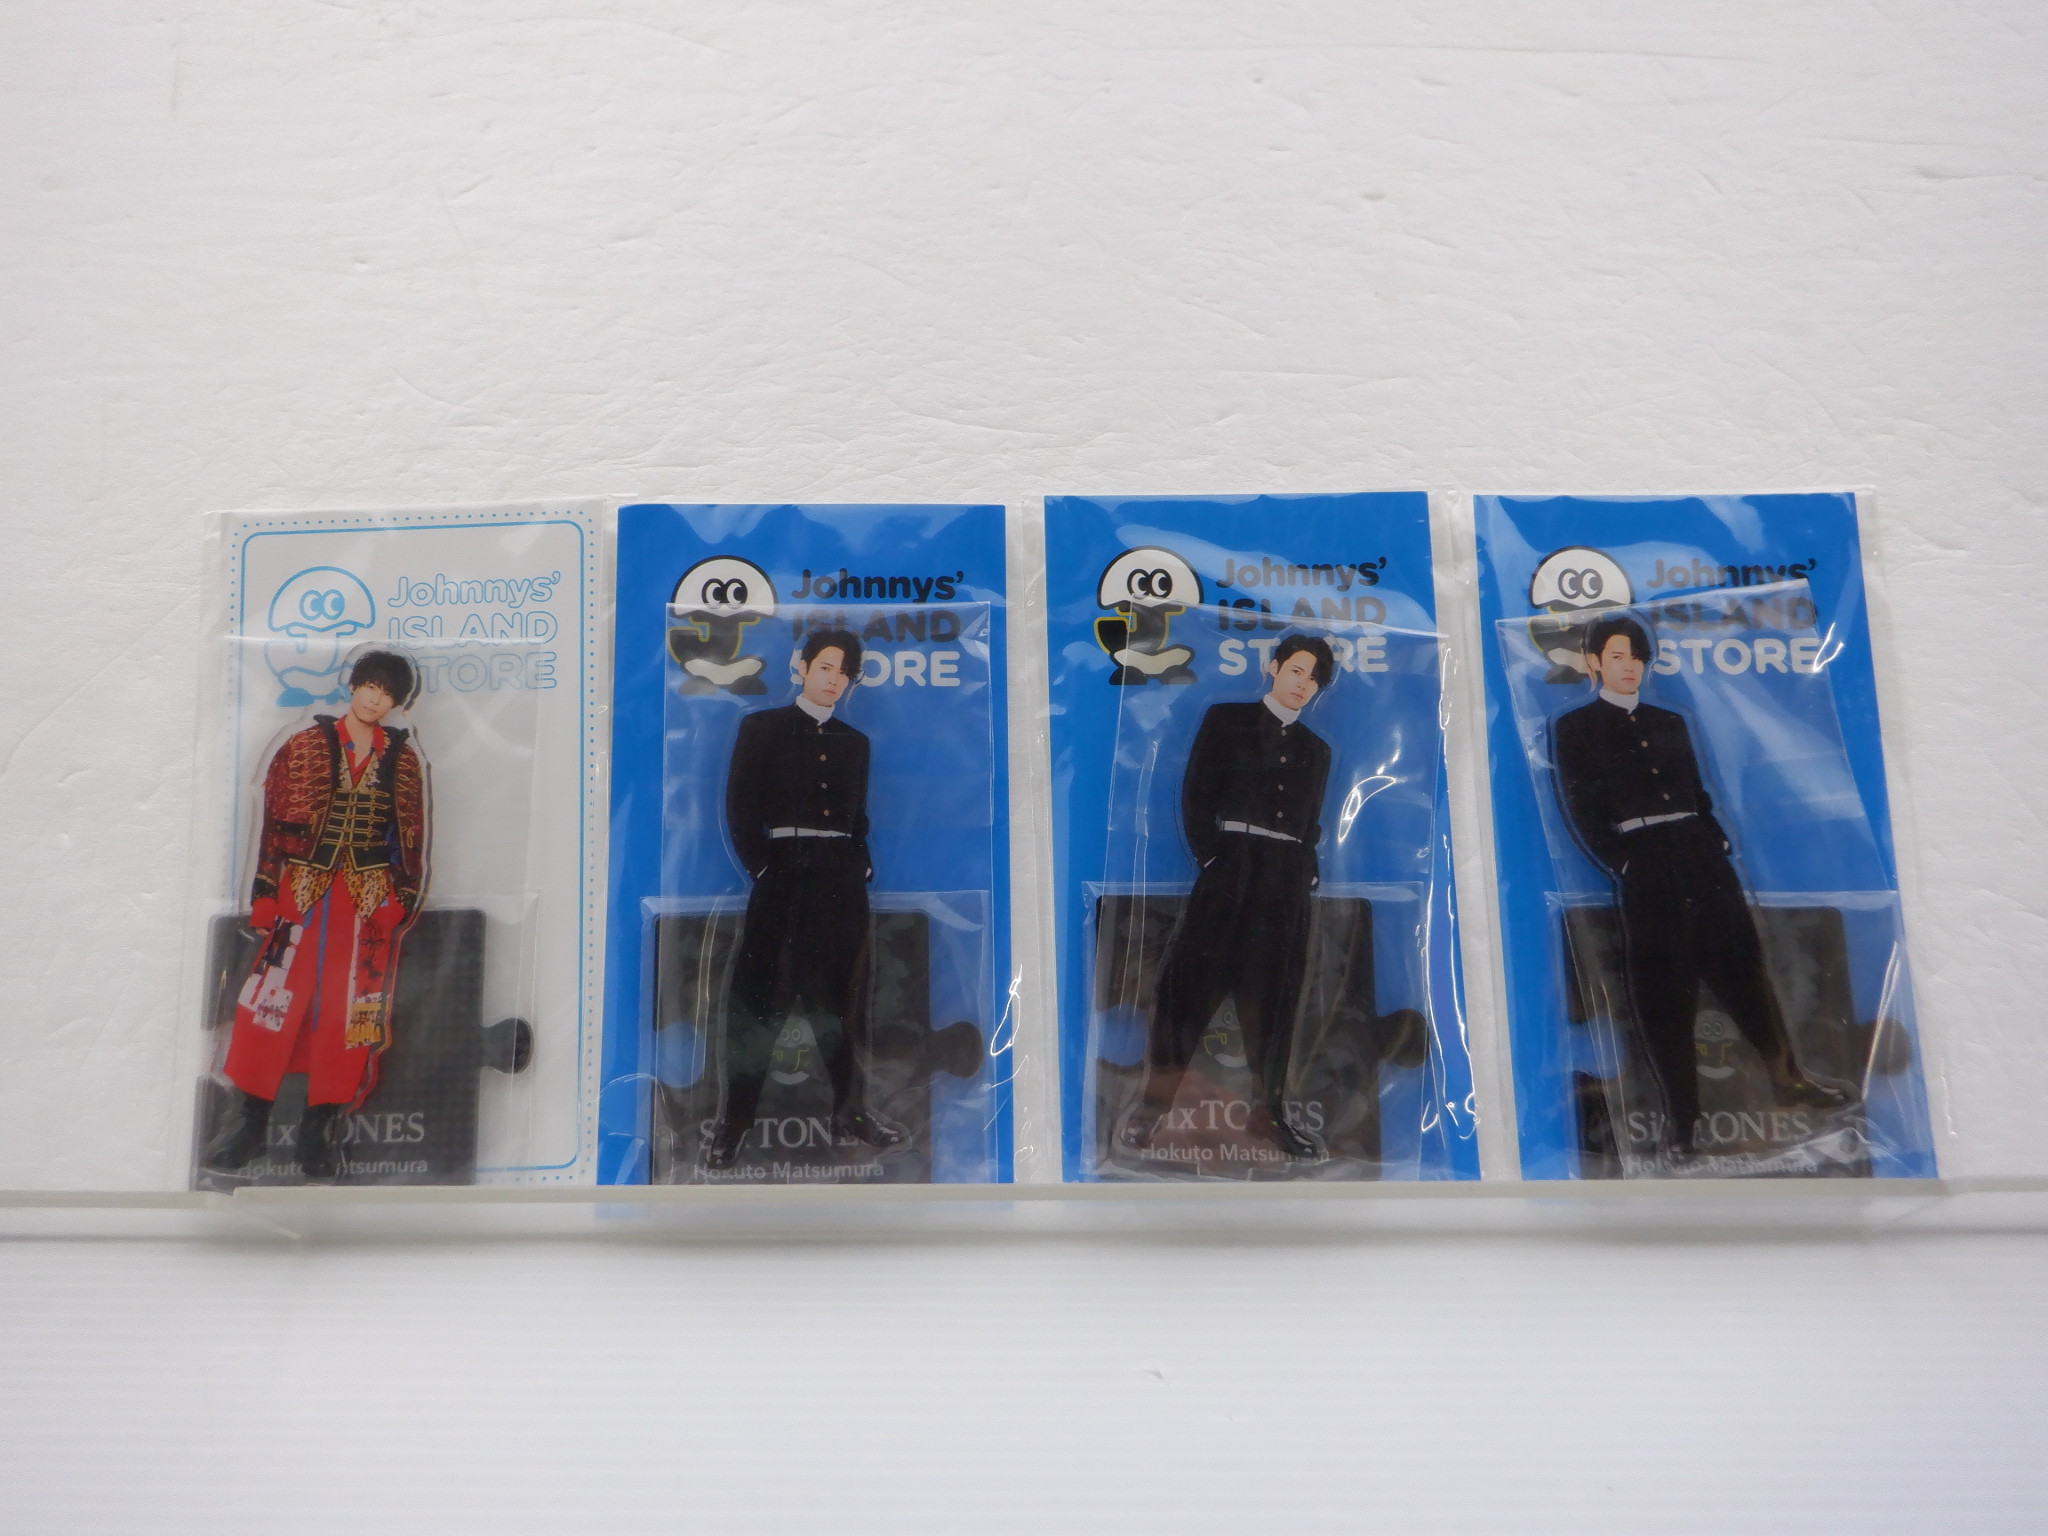 Johnnys'
ISLAND
STORE
SixTONES
Hokuto Matsumura
Johnnys'
ISLAND
STORE
SixTONES
Hokuto Matsumura
Johnnys'
ISLAND
STORE
SixTONES
Hokuto Matsumura
Johnnys'
ISLAND
STORE
SixTONES
Hokuto Matsumura